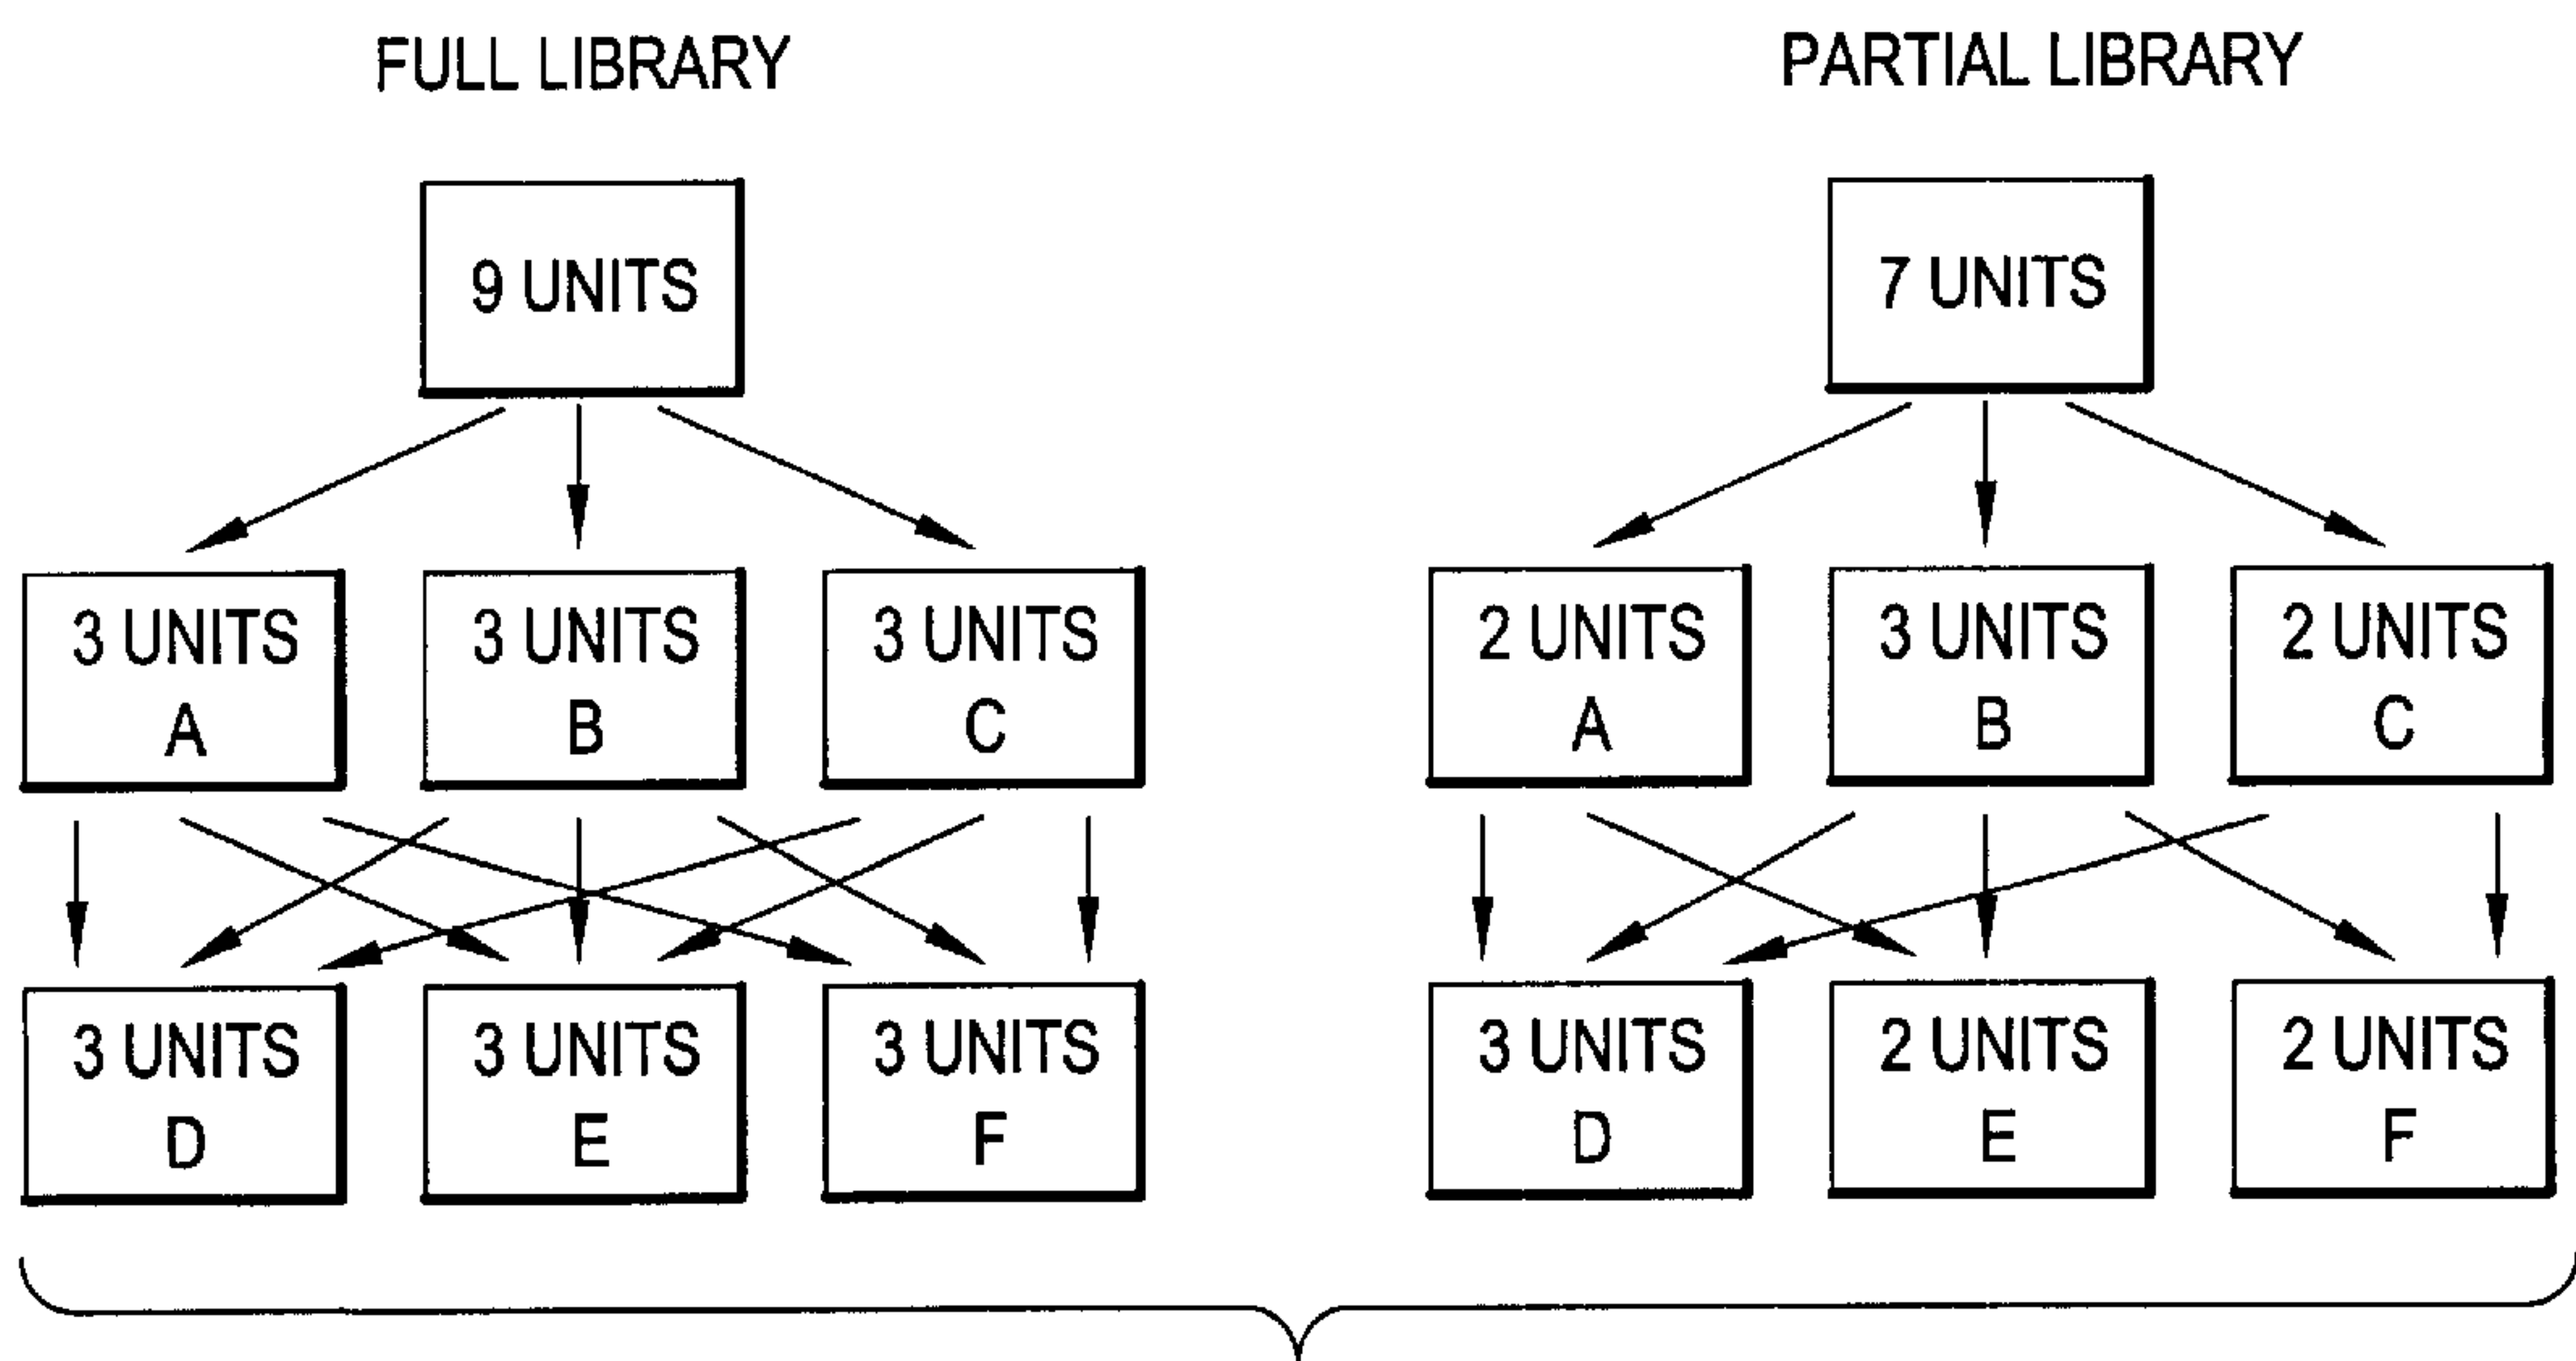 FULL LIBRARY
9 UNITS
3 UNITS
A
3 UNITS
B
3 UNITS
C
3 UNITS
D
3 UNITS
E
3 UNITS
F
PARTIAL LIBRARY
7 UNITS
2 UNITS
A
3 UNITS
B
2 UNITS
C
3 UNITS
D
2 UNITS
E
2 UNITS
F